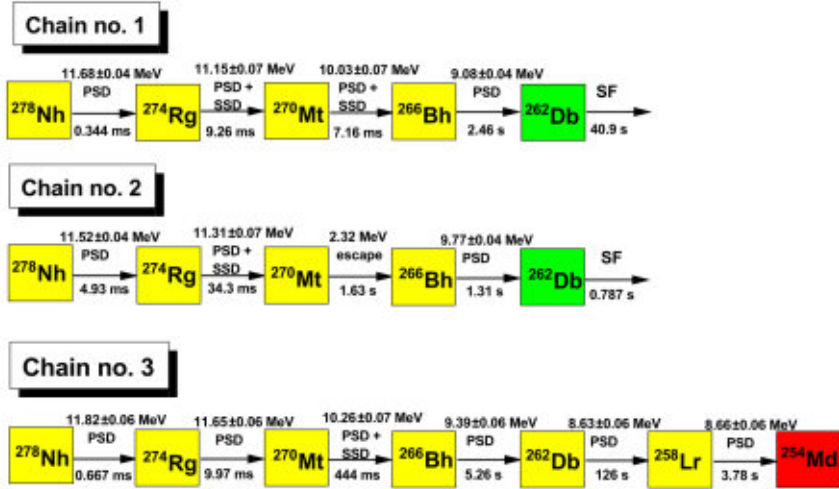 Chain no. 1
11.68±0.04 MeV 11.15±0.07 MeV 10.03±0.07 MeV 9.08±0.04 MeV
PSD PSD + PSD + PSD SF
SSD SSD
²⁷⁸Nh ²⁷⁴Rg ²⁷⁰Mt ²⁶⁶Bh ²⁶²Db
0.344 ms 9.26 ms 7.16 ms 2.46 s 40.9 s
Chain no. 2
11.52±0.04 MeV 11.31±0.07 MeV 2.32 MeV 9.77±0.04 MeV
PSD PSD + escape PSD SF
SSD
²⁷⁸Nh ²⁷⁴Rg ²⁷⁰Mt ²⁶⁶Bh ²⁶²Db
4.93 ms 34.3 ms 1.63 s 1.31 s 0.787 s
Chain no. 3
11.82±0.06 MeV 11.65±0.06 MeV 10.26±0.07 MeV 9.39±0.06 MeV 8.63±0.06 MeV 8.66±0.06 MeV
PSD PSD PSD + PSD PSD PSD
SSD
²⁷⁸Nh ²⁷⁴Rg ²⁷⁰Mt ²⁶⁶Bh ²⁶²Db ²⁵⁸Lr ²⁵⁴Md
0.667 ms 9.97 ms 444 ms 5.26 s 126 s 3.78 s